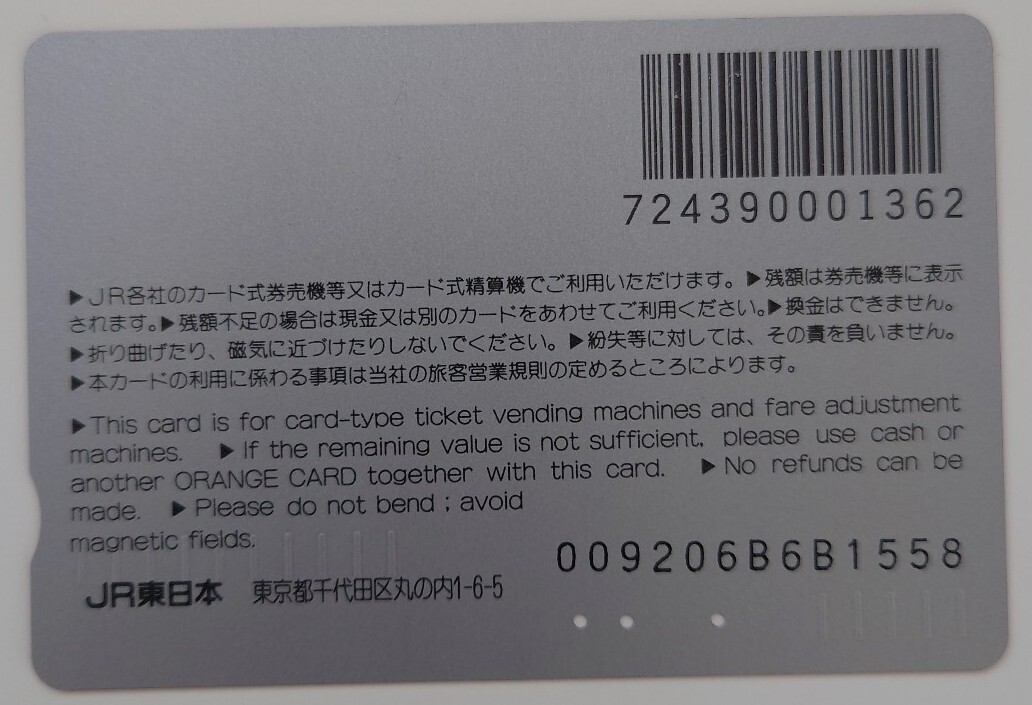 724390001362
▶JR各社のカード式券売機等又はカード式精算機でご利用いただけます。▶残額は券売機等に表示
されます。▶残額不足の場合は現金又は別のカードをあわせてご利用ください。▶換金はできません。
▶折り曲げたり、磁気に近づけたりしないでください。▶紛失等に対しては、その責を負いません。
▶本カードの利用に係わる事項は当社の旅客営業規則の定めるところによります。
▶This card is for card-type ticket vending machines and fare adjustment
machines. ▶If the remaining value is not sufficient, please use cash or
another ORANGE CARD together with this card. ▶No refunds can be
made. ▶Please do not bend ; avoid
magnetic fields.
009206B6B1558
JR東日本 東京都千代田区丸の内1-6-5